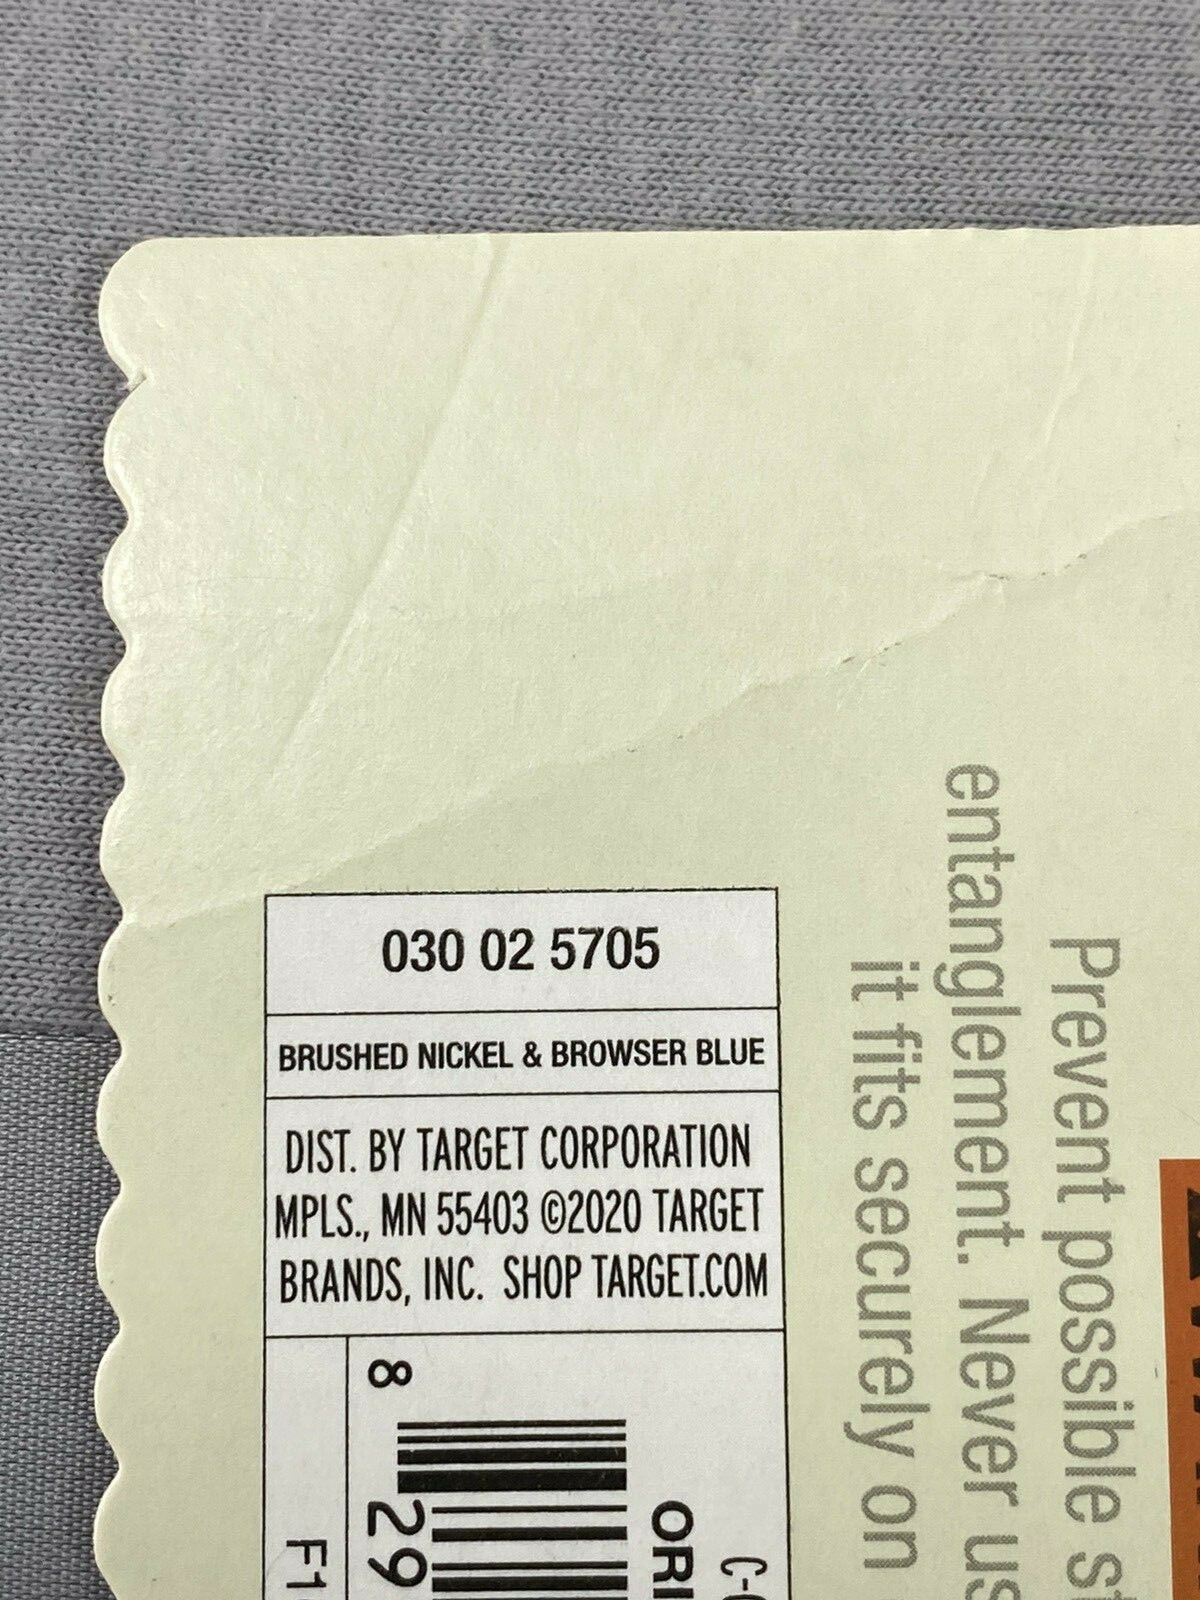 030 02 5705
BRUSHED NICKEL & BROWSER BLUE
DIST. BY TARGET CORPORATION
MPLS., MN 55403 ©2020 TARGET
BRANDS, INC. SHOP TARGET.COM
8
29
Prevent possible
entanglement. Never
it fits securely on